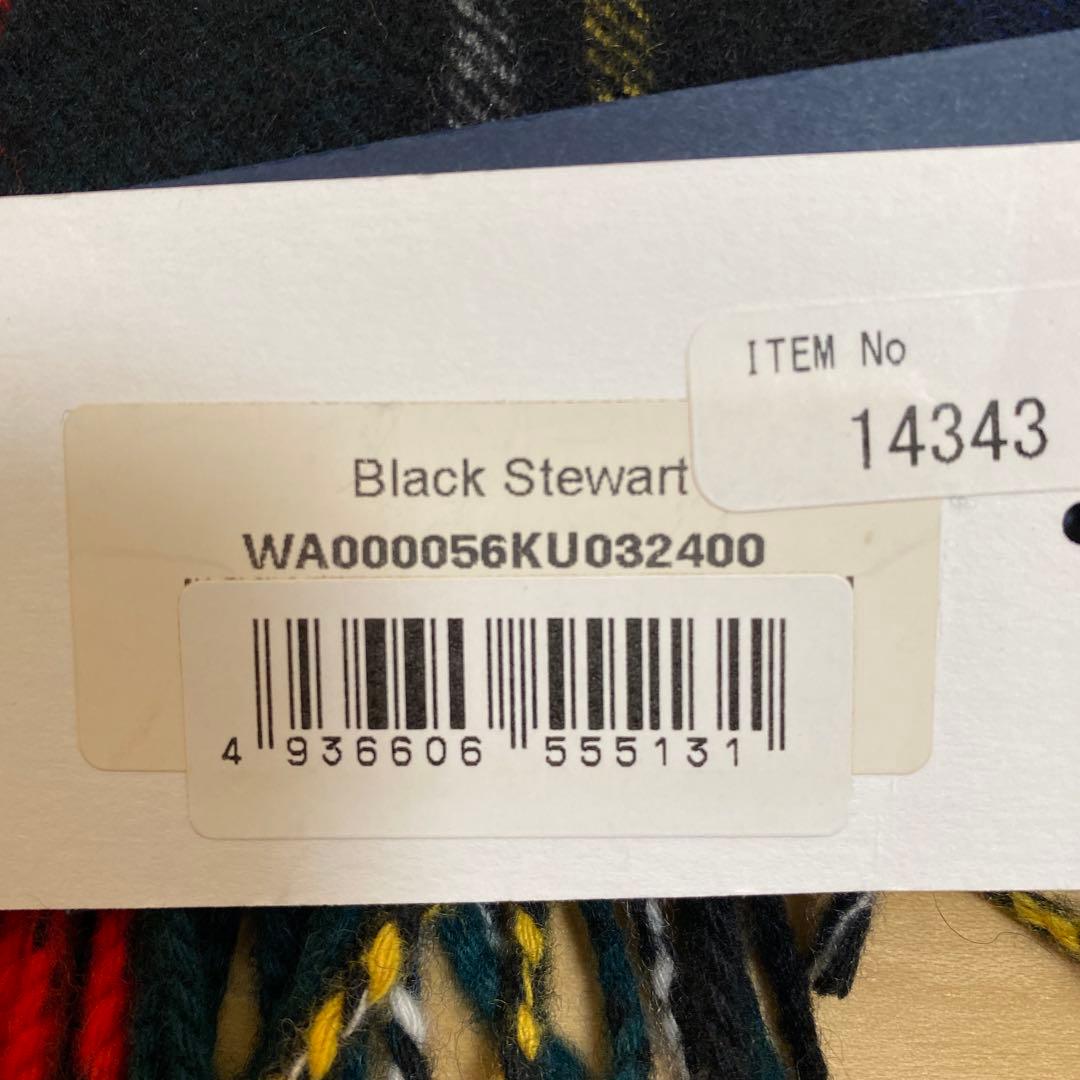 ITEM No
14343
Black Stewart
WA000056KU032400
4 936606 555131